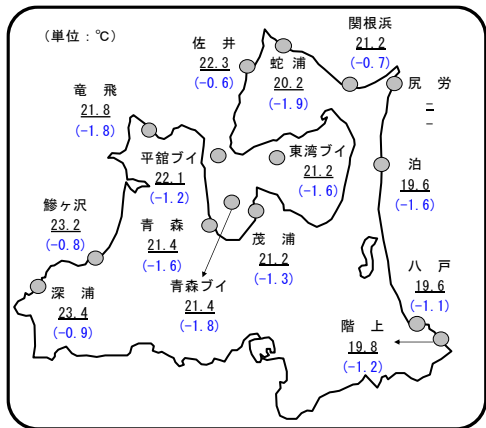 (単位：℃)
関根浜
21.2
(-0.7)
佐井
22.3
(-0.6)
蛇浦
20.2
(-1.9)
尻労
－
－
竜飛
21.8
(-1.8)
平舘ブイ
22.1
(-1.2)
東湾ブイ
21.2
(-1.6)
泊
19.6
(-1.6)
鰺ヶ沢
23.2
(-0.8)
青森
21.4
(-1.6)
茂浦
21.2
(-1.3)
青森ブイ
21.4
(-1.8)
深浦
23.4
(-0.9)
八戸
19.6
(-1.1)
階上
19.8
(-1.2)